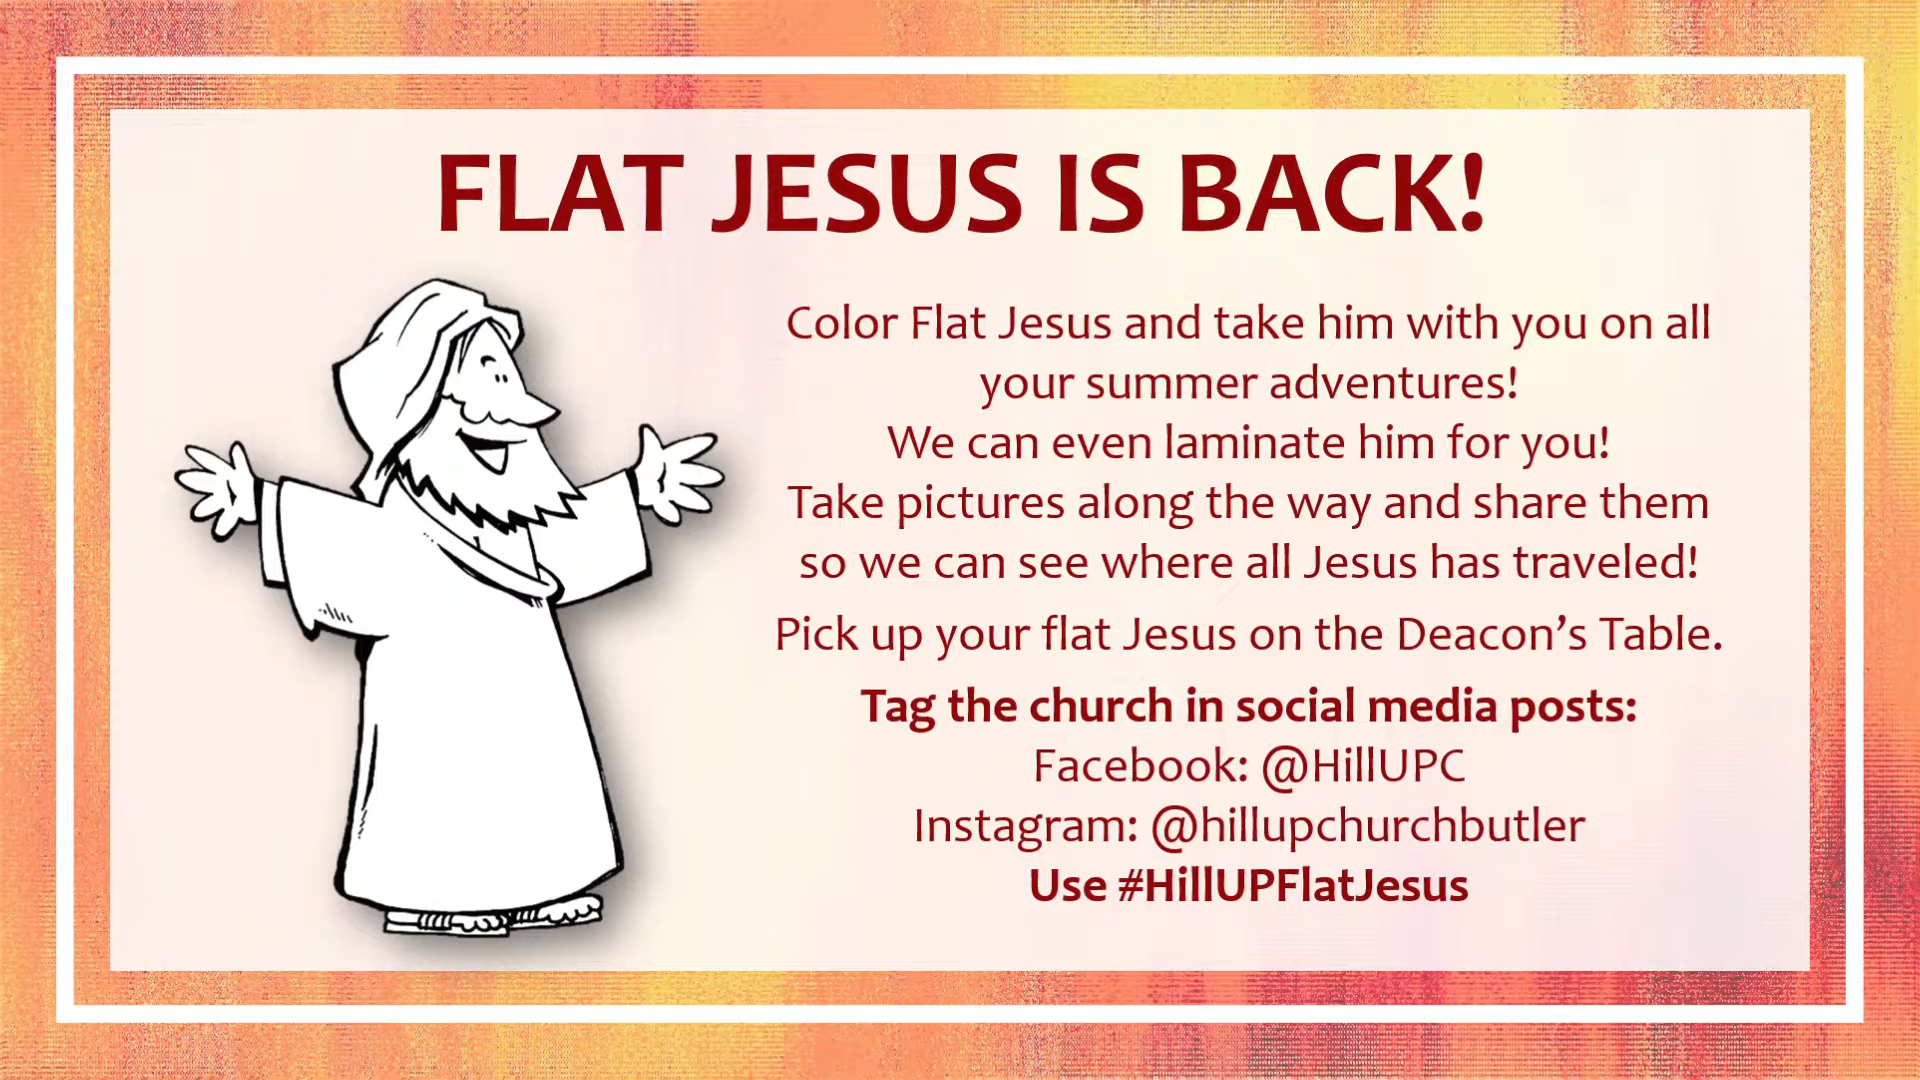 FLAT JESUS IS BACK!
Color Flat Jesus and take him with you on all
your summer adventures!
We can even laminate him for you!
Take pictures along the way and share them
so we can see where all Jesus has traveled!
Pick up your flat Jesus on the Deacon’s Table.
Tag the church in social media posts:
Facebook: @HillUPC
Instagram: @hillupchurchbutler
Use #HillUPFlatJesus